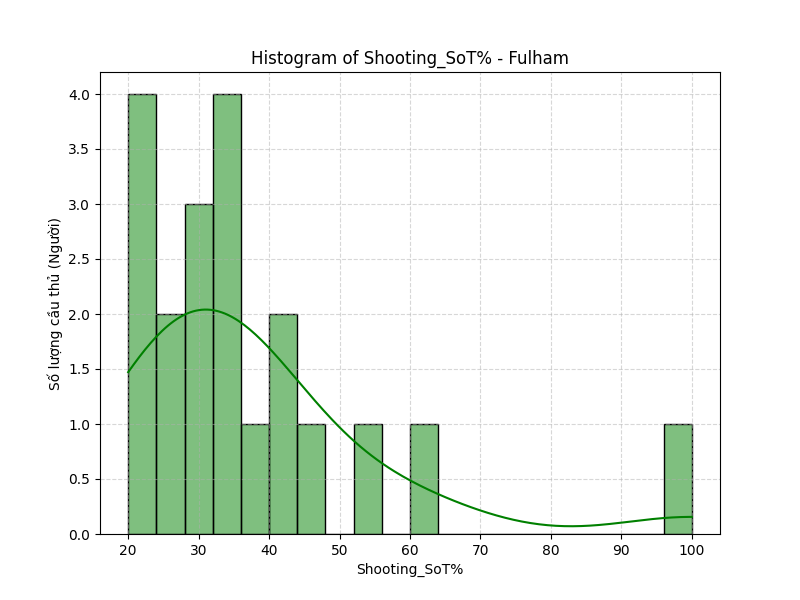 Histogram of Shooting_SoT% - Fulham
Số lượng cầu thủ (Người)
4.0
3.5
3.0
2.5
2.0
1.5
1.0
0.5
0.0
20 30 40 50 60 70 80 90 100
Shooting_SoT%